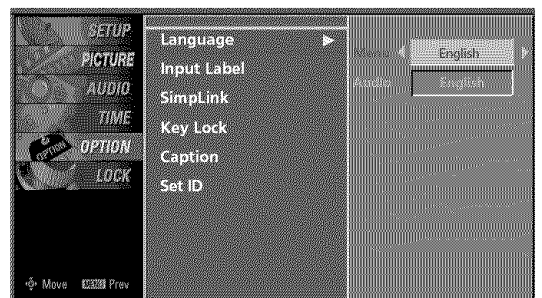 SETUP
PICTURE
AUDIO
TIME
OPTION
OPTION
LOCK
Move MENU Prev
Language
Input Label
SimpLink
Key Lock
Caption
Set ID
Menu English
Audio English